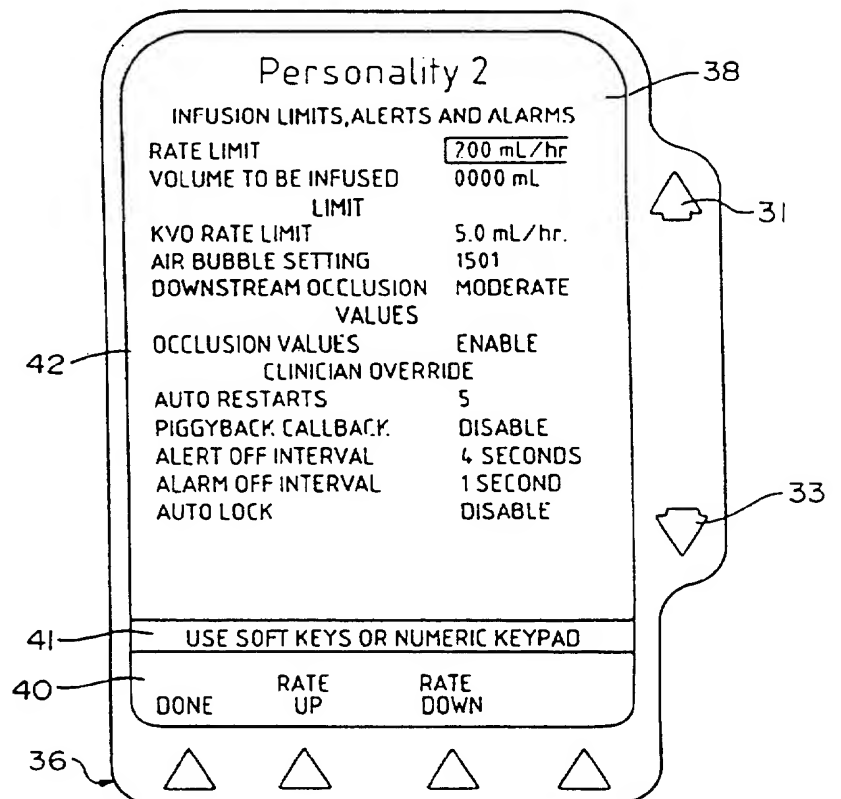 Personality 2
38
INFUSION LIMITS, ALERTS AND ALARMS
RATE LIMIT 200 mL/hr
VOLUME TO BE INFUSED 0000 mL
LIMIT
31
KVO RATE LIMIT 5.0 mL/hr.
AIR BUBBLE SETTING 1501
DOWNSTREAM OCCLUSION MODERATE
VALUES
42
OCCLUSION VALUES ENABLE
CLINICIAN OVERRIDE
AUTO RESTARTS 5
PIGGYBACK CALLBACK DISABLE
ALERT OFF INTERVAL 4 SECONDS
ALARM OFF INTERVAL 1 SECOND
33
AUTO LOCK DISABLE
41
USE SOFT KEYS OR NUMERIC KEYPAD
40
DONE RATE UP RATE DOWN
36